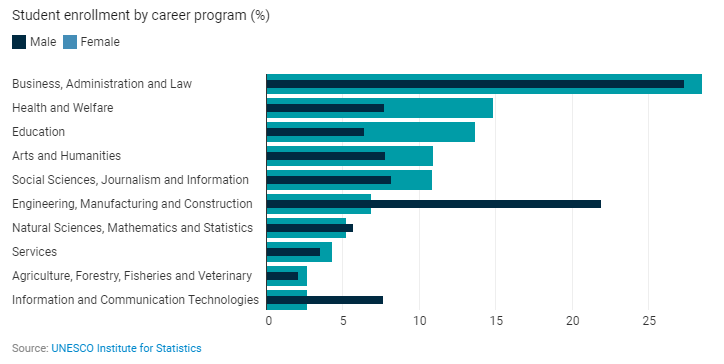 Student enrollment by career program (%)
Male Female
Business, Administration and Law
Health and Welfare
Education
Arts and Humanities
Social Sciences, Journalism and Information
Engineering, Manufacturing and Construction
Natural Sciences, Mathematics and Statistics
Services
Agriculture, Forestry, Fisheries and Veterinary
Information and Communication Technologies
0 5 10 15 20 25
Source: UNESCO Institute for Statistics